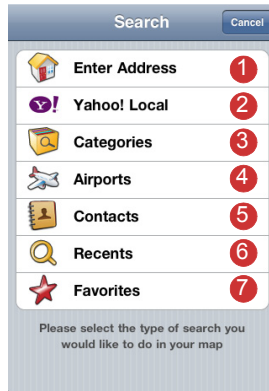 Search Cancel
Enter Address 1
Y! Yahoo! Local 2
Categories 3
Airports 4
Contacts 5
Recents 6
Favorites 7
Please select the type of search you
would like to do in your map